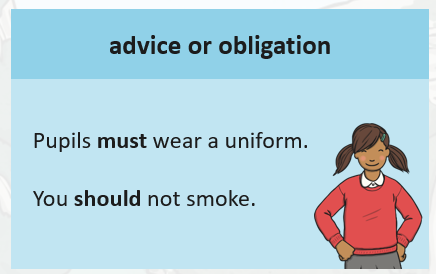 advice or obligation
Pupils must wear a uniform.
You should not smoke.